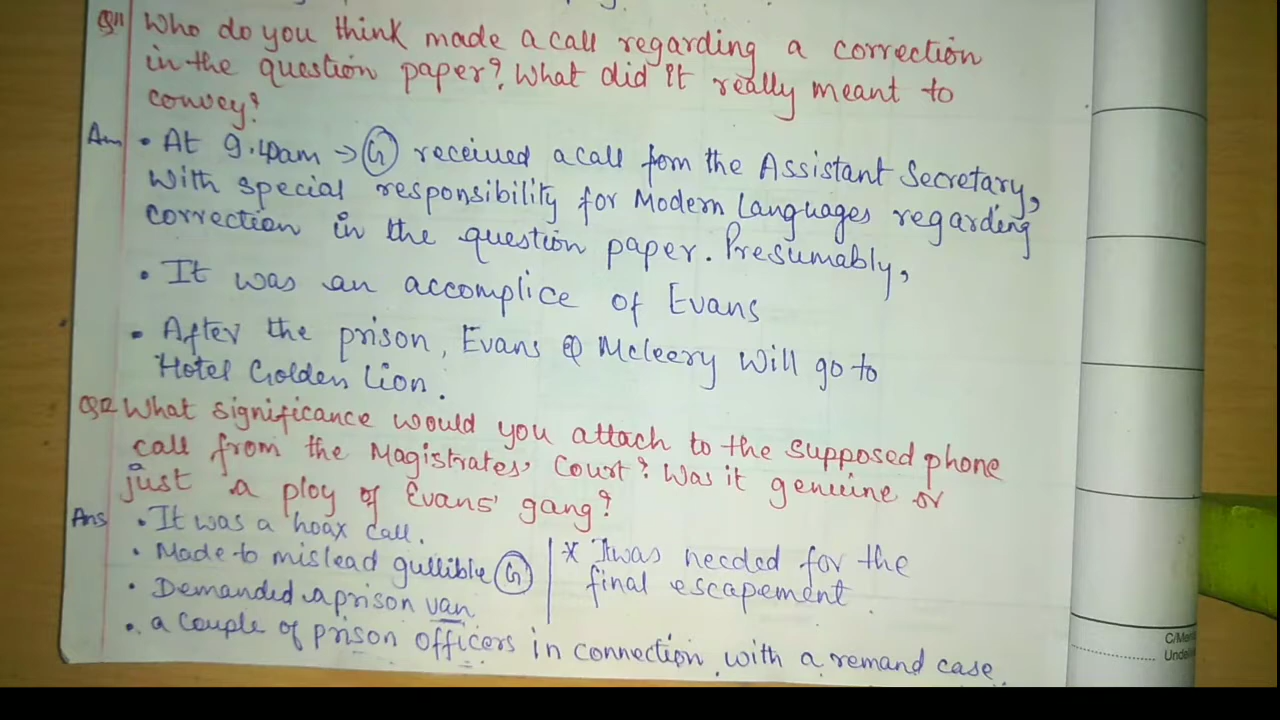 Q11 Who do you think made a call regarding a correction
in the question paper? What did it really meant to
convey?
Ans • At 9.40am → G received a call fom the Assistant Secretary,
With special responsibility for Modern Languages regarding
correction in the question paper. Presumably,
• It was an accomplice of Evans
• After the prison, Evans & Mcleery will go to
Hotel Golden Lion.
Q12 What significance would you attach to the supposed phone
call from the Magistrates' Court? Was it genuine or
just a ploy of Evans' gang?
Ans • It was a hoax call.
• Made to mislead gullible G
• Demanded a prison van
• a couple of prison officers in connection with a remand case.
* It was needed for the
final escapement.
C/Me
Unde